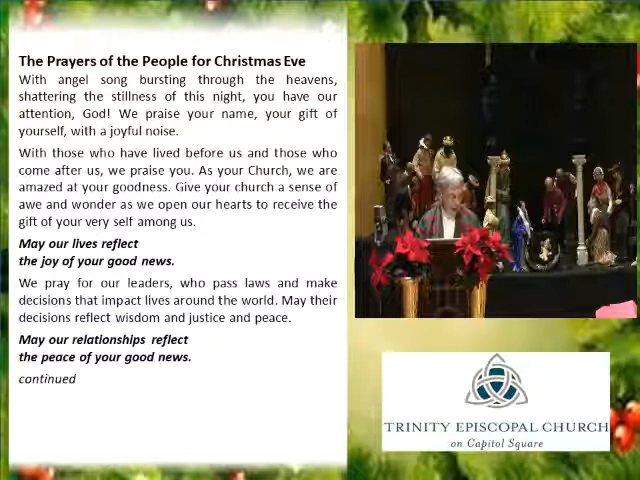 The Prayers of the People for Christmas Eve
With angel song bursting through the heavens,
shattering the stillness of this night, you have our
attention, God! We praise your name, your gift of
yourself, with a joyful noise.
With those who have lived before us and those who
come after us, we praise you. As your Church, we are
amazed at your goodness. Give your church a sense of
awe and wonder as we open our hearts to receive the
gift of your very self among us.
May our lives reflect
the joy of your good news.
We pray for our leaders, who pass laws and make
decisions that impact lives around the world. May their
decisions reflect wisdom and justice and peace.
May our relationships reflect
the peace of your good news.
continued
TRINITY EPISCOPAL CHURCH
on Capitol Square